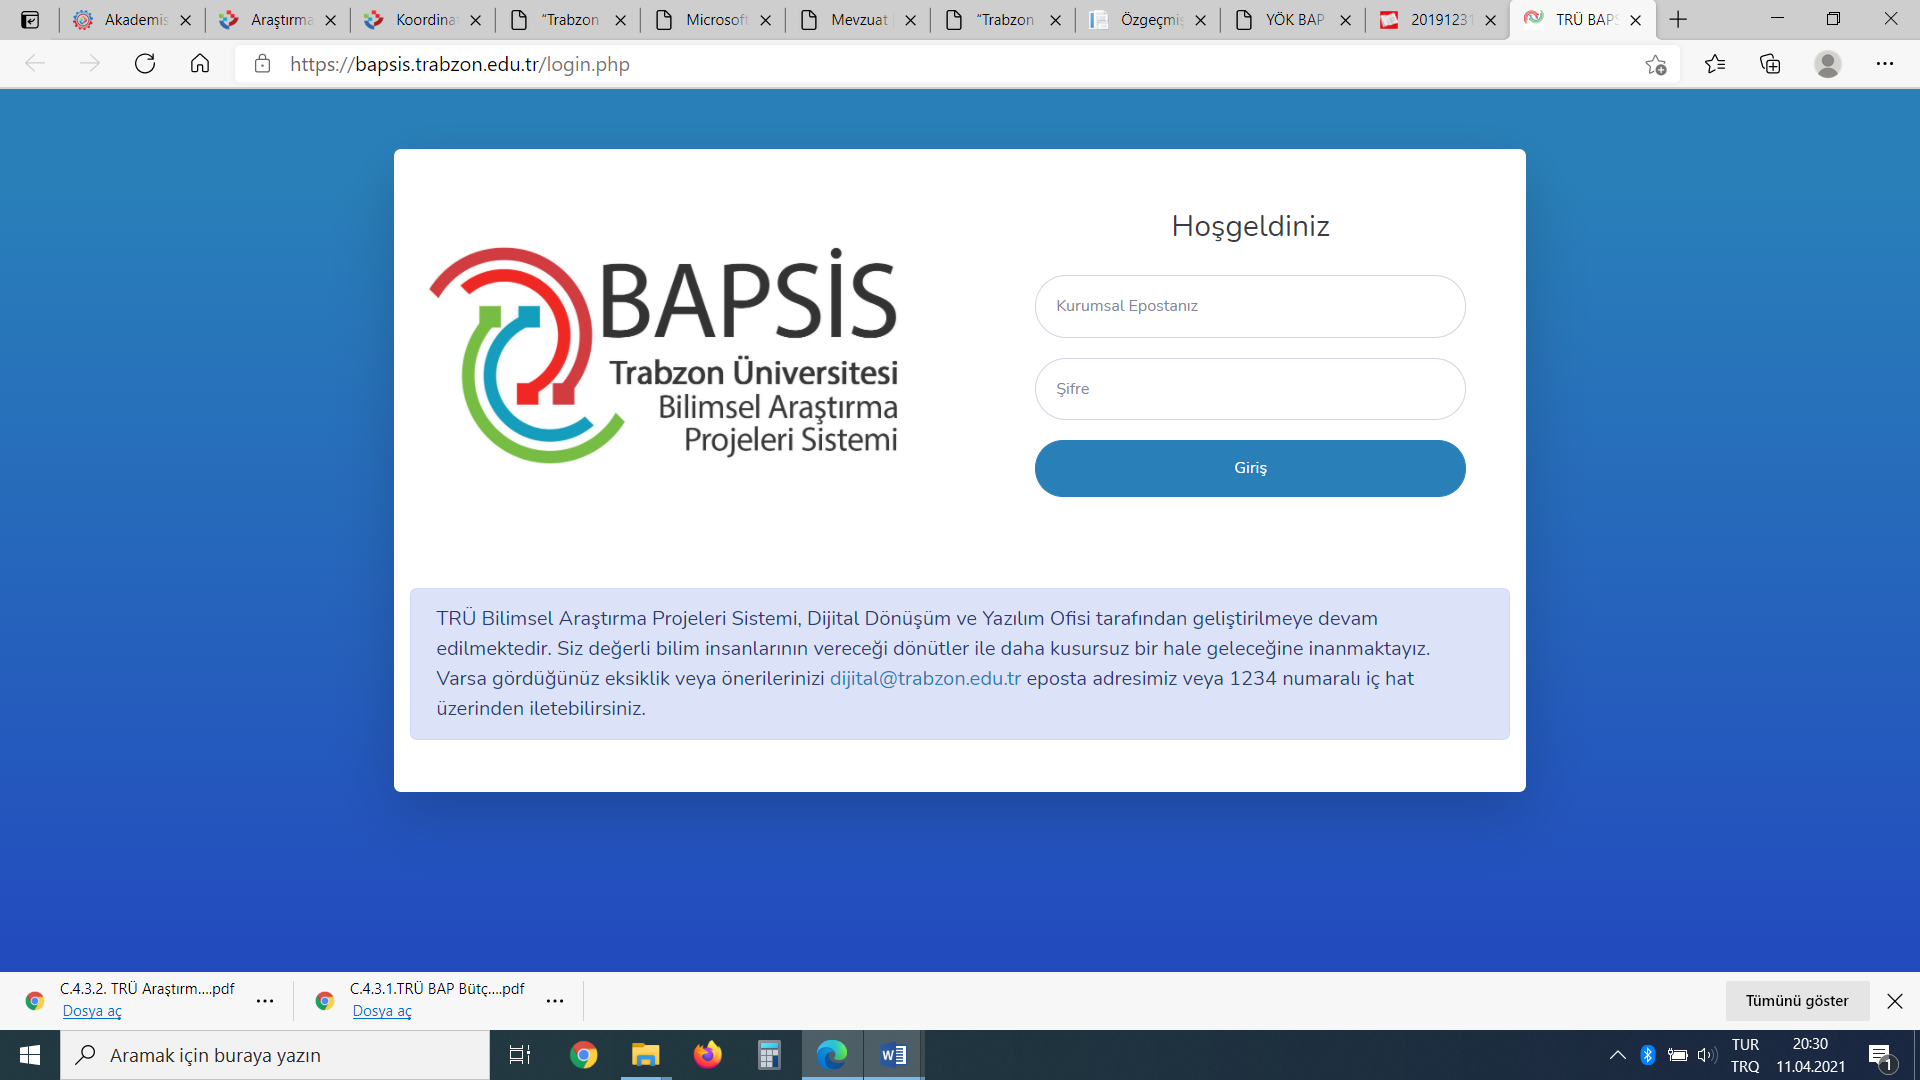 Akademis
Araştırma
Koordina
“Trabzon
Microsoft
Mevzuat
“Trabzon
Özgeçmiş
YÖK BAP
20191231
TRÜ BAPS
https://bapsis.trabzon.edu.tr/login.php
BAPSİS
Trabzon Üniversitesi
Bilimsel Araştırma
Projeleri Sistemi
Hoşgeldiniz
Kurumsal Epostanız
Şifre
Giriş
TRÜ Bilimsel Araştırma Projeleri Sistemi, Dijital Dönüşüm ve Yazılım Ofisi tarafından geliştirilmeye devam
edilmektedir. Siz değerli bilim insanlarının vereceği dönütler ile daha kusursuz bir hale geleceğine inanmaktayız.
Varsa gördüğünüz eksiklik veya önerilerinizi dijital@trabzon.edu.tr eposta adresimiz veya 1234 numaralı iç hat
üzerinden iletebilirsiniz.
C.4.3.2. TRÜ Araştırm....pdf
Dosya aç
C.4.3.1.TRÜ BAP Bütç....pdf
Dosya aç
Tümünü göster
Aramak için buraya yazın
TUR
TRQ
20:30
11.04.2021
1